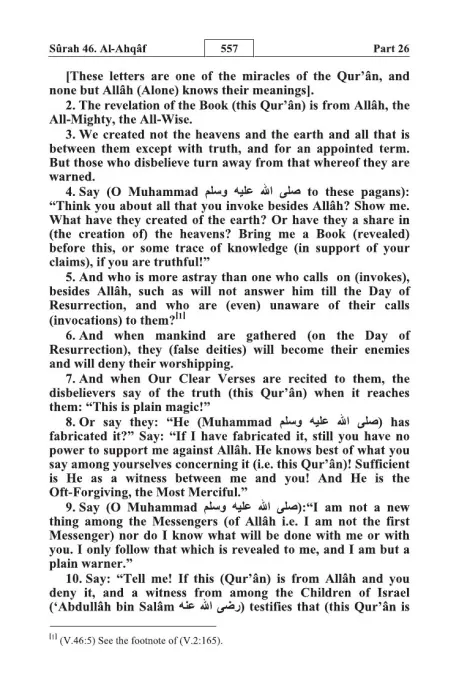 Sûrah 46. Al-Ahqâf 557 Part 26
[These letters are one of the miracles of the Qur’ân, and
none but Allâh (Alone) knows their meanings].
2. The revelation of the Book (this Qur’ân) is from Allâh, the
All-Mighty, the All-Wise.
3. We created not the heavens and the earth and all that is
between them except with truth, and for an appointed term.
But those who disbelieve turn away from that whereof they are
warned.
4. Say (O Muhammad صلى الله عليه وسلم to these pagans):
“Think you about all that you invoke besides Allâh? Show me.
What have they created of the earth? Or have they a share in
(the creation of) the heavens? Bring me a Book (revealed)
before this, or some trace of knowledge (in support of your
claims), if you are truthful!”
5. And who is more astray than one who calls on (invokes),
besides Allâh, such as will not answer him till the Day of
Resurrection, and who are (even) unaware of their calls
(invocations) to them?[1]
6. And when mankind are gathered (on the Day of
Resurrection), they (false deities) will become their enemies
and will deny their worshipping.
7. And when Our Clear Verses are recited to them, the
disbelievers say of the truth (this Qur’ân) when it reaches
them: “This is plain magic!”
8. Or say they: “He (Muhammad صلى الله عليه وسلم) has
fabricated it?” Say: “If I have fabricated it, still you have no
power to support me against Allâh. He knows best of what you
say among yourselves concerning it (i.e. this Qur’ân)! Sufficient
is He as a witness between me and you! And He is the
Oft-Forgiving, the Most Merciful.”
9. Say (O Muhammad صلى الله عليه وسلم):“I am not a new
thing among the Messengers (of Allâh i.e. I am not the first
Messenger) nor do I know what will be done with me or with
you. I only follow that which is revealed to me, and I am but a
plain warner.”
10. Say: “Tell me! If this (Qur’ân) is from Allâh and you
deny it, and a witness from among the Children of Israel
(‘Abdullâh bin Salâm رضى الله عنه) testifies that (this Qur’ân is
[1] (V.46:5) See the footnote of (V.2:165).